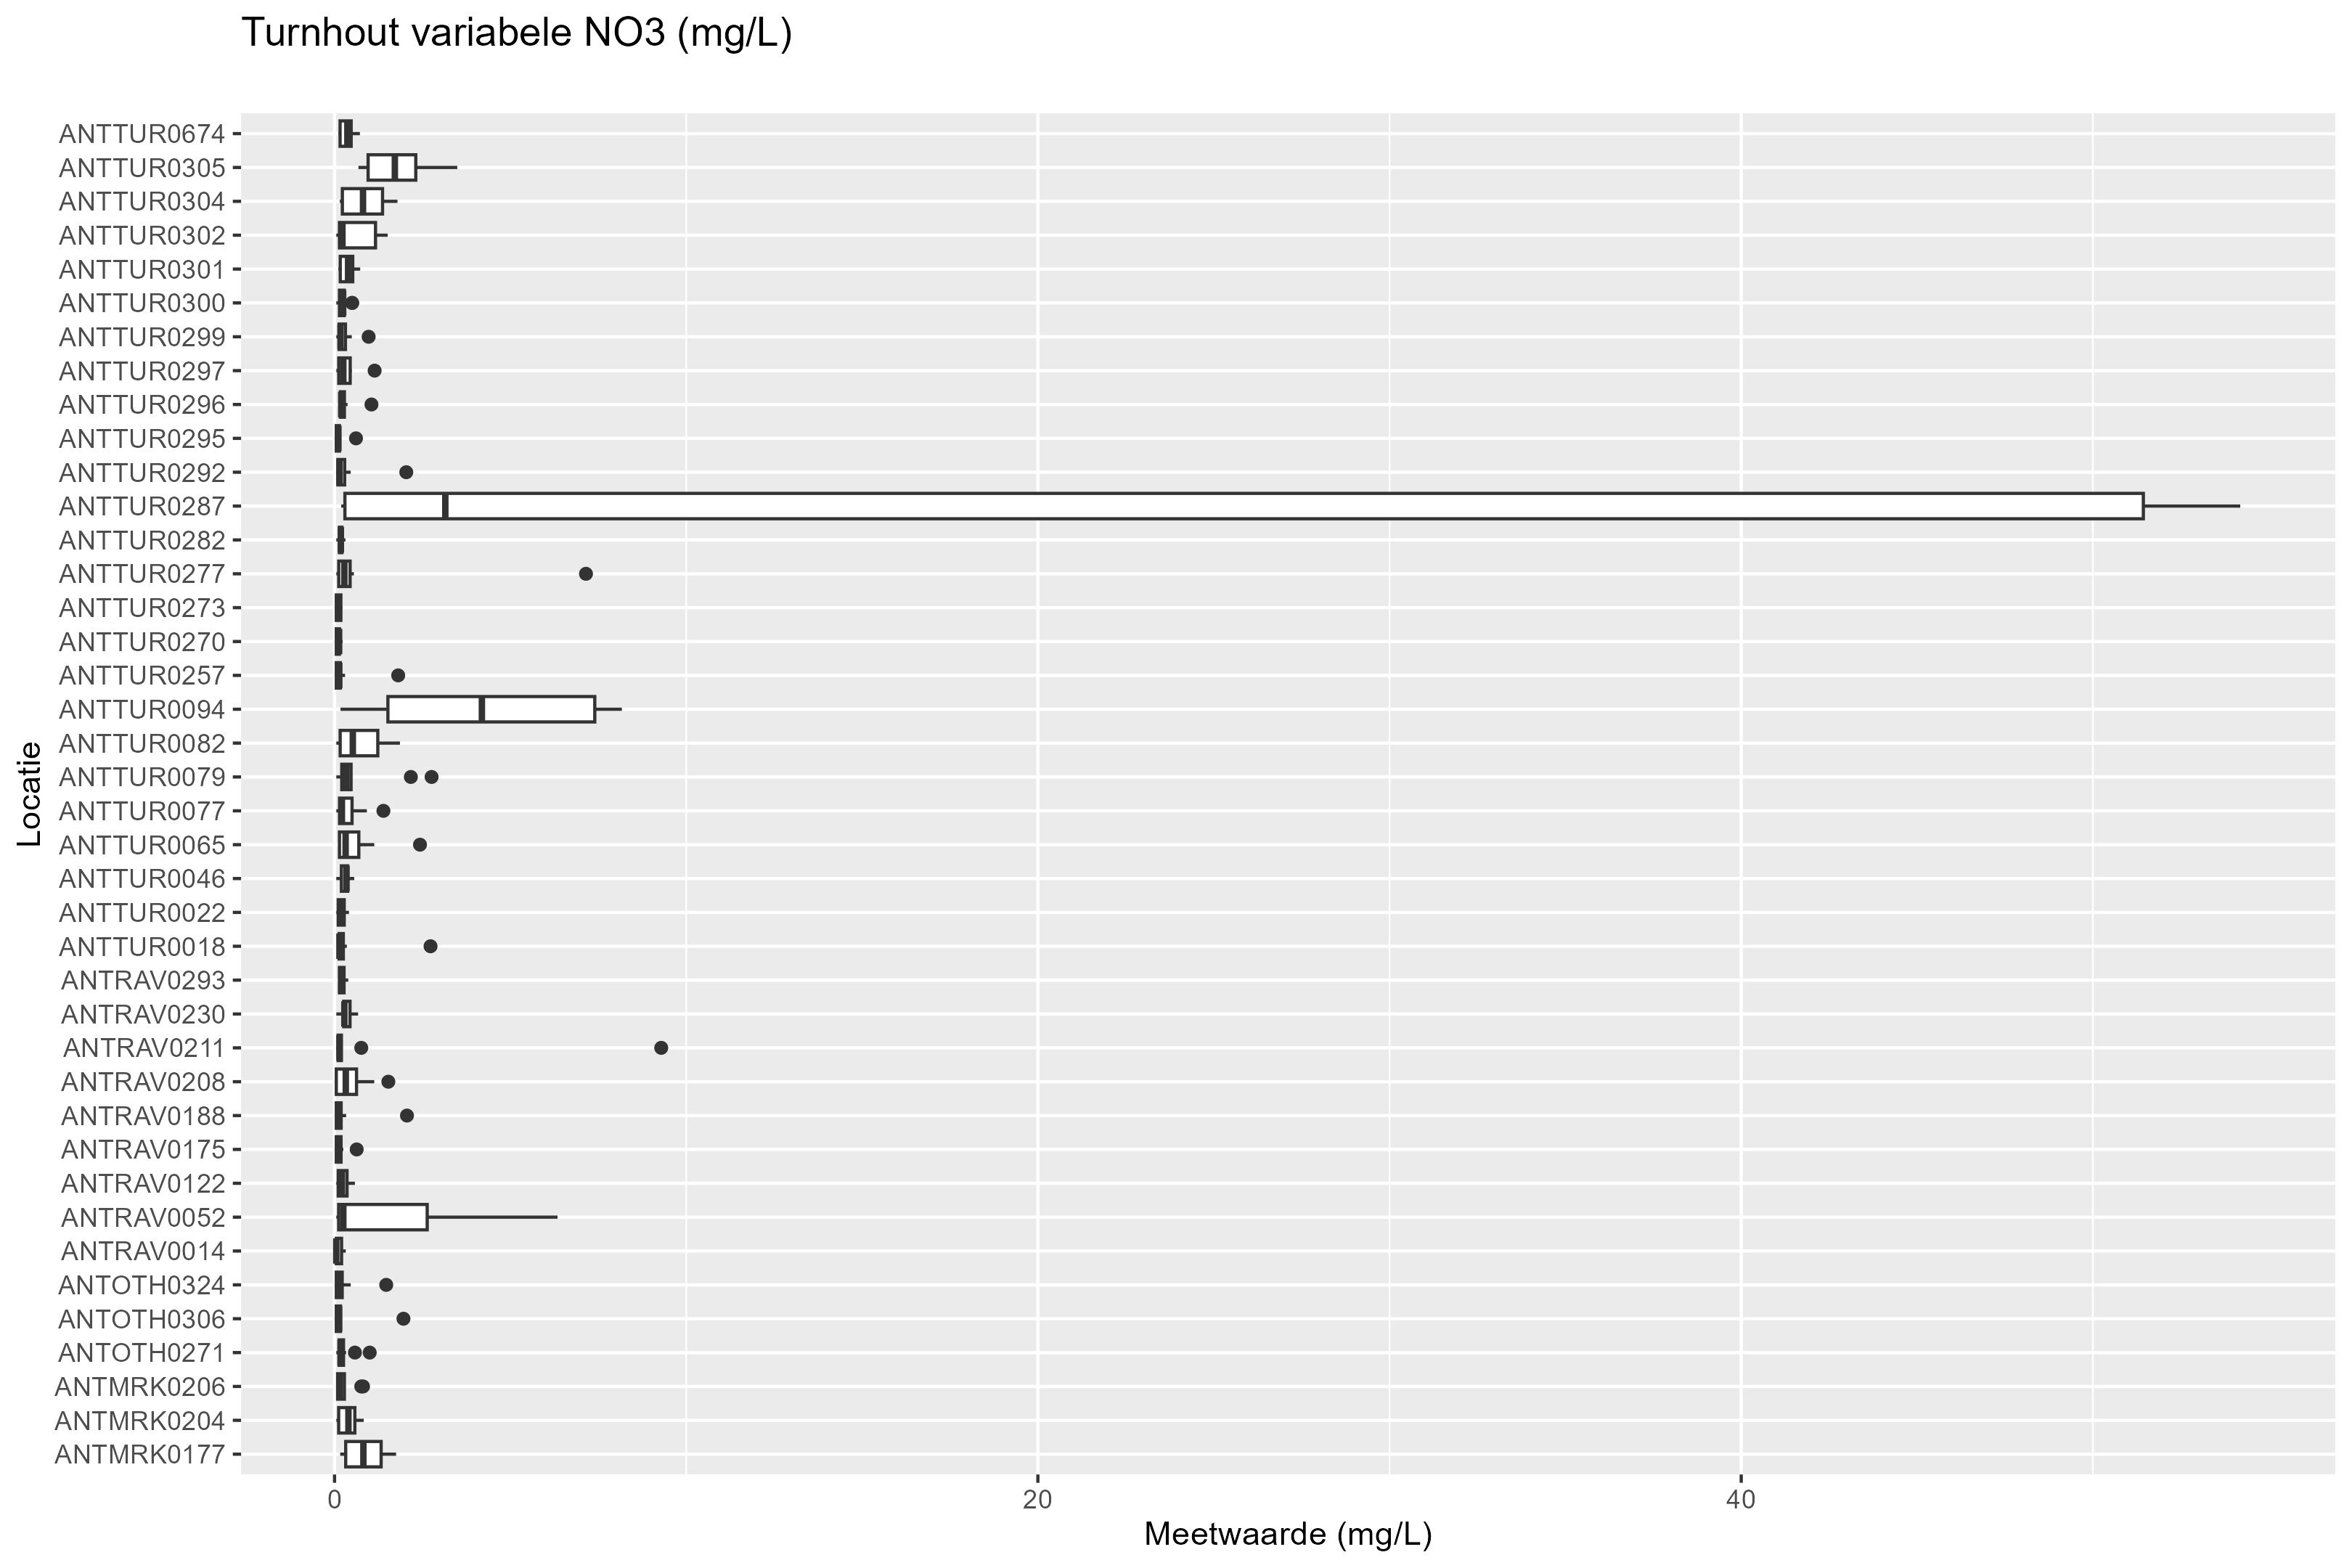 Turnhout variabele NO3 (mg/L)
Locatie
ANTTUR0674
ANTTUR0305
ANTTUR0304
ANTTUR0302
ANTTUR0301
ANTTUR0300
ANTTUR0299
ANTTUR0297
ANTTUR0296
ANTTUR0295
ANTTUR0292
ANTTUR0287
ANTTUR0282
ANTTUR0277
ANTTUR0273
ANTTUR0270
ANTTUR0257
ANTTUR0094
ANTTUR0082
ANTTUR0079
ANTTUR0077
ANTTUR0065
ANTTUR0046
ANTTUR0022
ANTTUR0018
ANTRAV0293
ANTRAV0230
ANTRAV0211
ANTRAV0208
ANTRAV0188
ANTRAV0175
ANTRAV0122
ANTRAV0052
ANTRAV0014
ANTOTH0324
ANTOTH0306
ANTOTH0271
ANTMRK0206
ANTMRK0204
ANTMRK0177
0 20 40
Meetwaarde (mg/L)